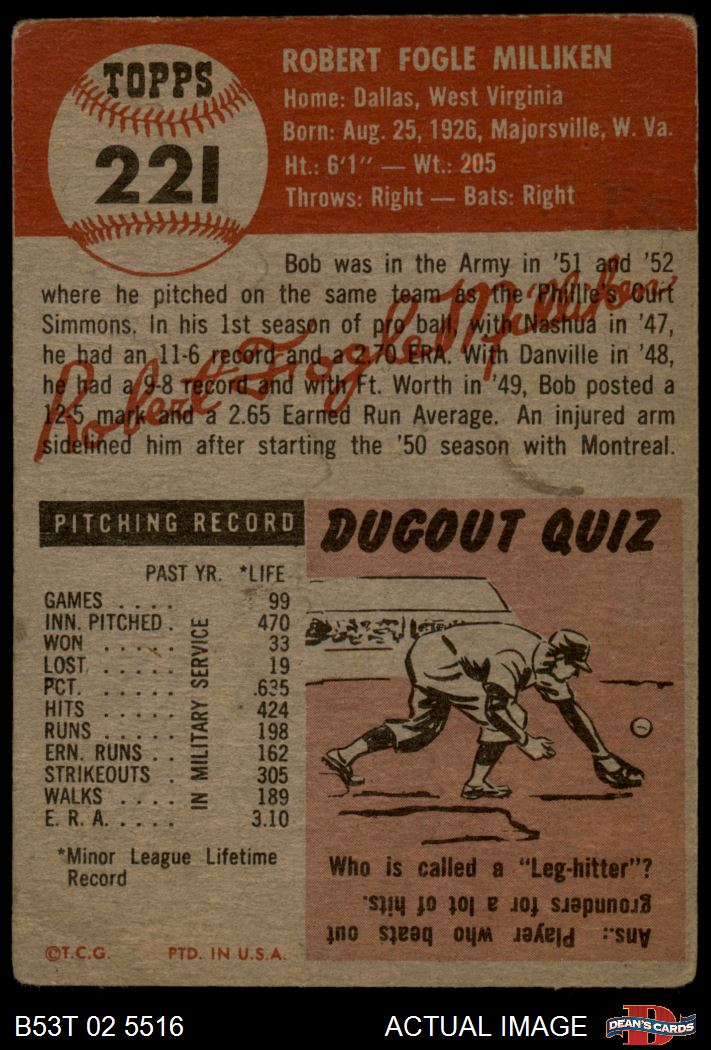 TOPPS
221
ROBERT FOGLE MILLIKEN
Home: Dallas, West Virginia
Born: Aug. 25, 1926, Majorsville, W. Va.
Ht.: 6'1" — Wt.: 205
Throws: Right — Bats: Right
Bob was in the Army in '51 and '52
where he pitched on the same team as the Phillie's Curt
Simmons. In his 1st season of pro ball, with Nashua in '47,
he had an 11-6 record and a 2.70 ERA. With Danville in '48,
he had a 9-8 record and with Ft. Worth in '49, Bob posted a
12-5 mark and a 2.65 Earned Run Average. An injured arm
sidelined him after starting the '50 season with Montreal.
Robert Fogle Milliken
PITCHING RECORD
PAST YR. *LIFE
GAMES . . . . 99
INN. PITCHED . 470
WON . . . . . 33
LOST . . . . . 19
PCT. . . . . . .635
HITS . . . . . 424
RUNS . . . . . 198
ERN. RUNS . . 162
STRIKEOUTS . 305
WALKS . . . . 189
E. R. A. . . . . . 3.10
IN MILITARY SERVICE
*Minor League Lifetime
Record
©T.C.G. PTD. IN U.S.A.
DUGOUT QUIZ
Who is called a "Leg-hitter"?
Ans.: Player who beats out
grounders for a lot of hits.
B53T 02 5516
ACTUAL IMAGE
D
DEAN'S CARDS